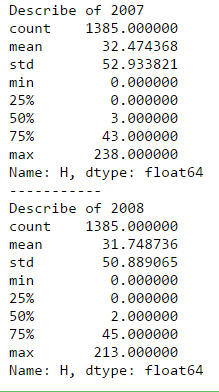 Describe of 2007
count    1385.000000
mean       32.474368
std        52.933821
min         0.000000
25%         0.000000
50%         3.000000
75%        43.000000
max       238.000000
Name: H, dtype: float64
-----------
Describe of 2008
count    1385.000000
mean       31.748736
std        50.889065
min         0.000000
25%         0.000000
50%         2.000000
75%        45.000000
max       213.000000
Name: H, dtype: float64